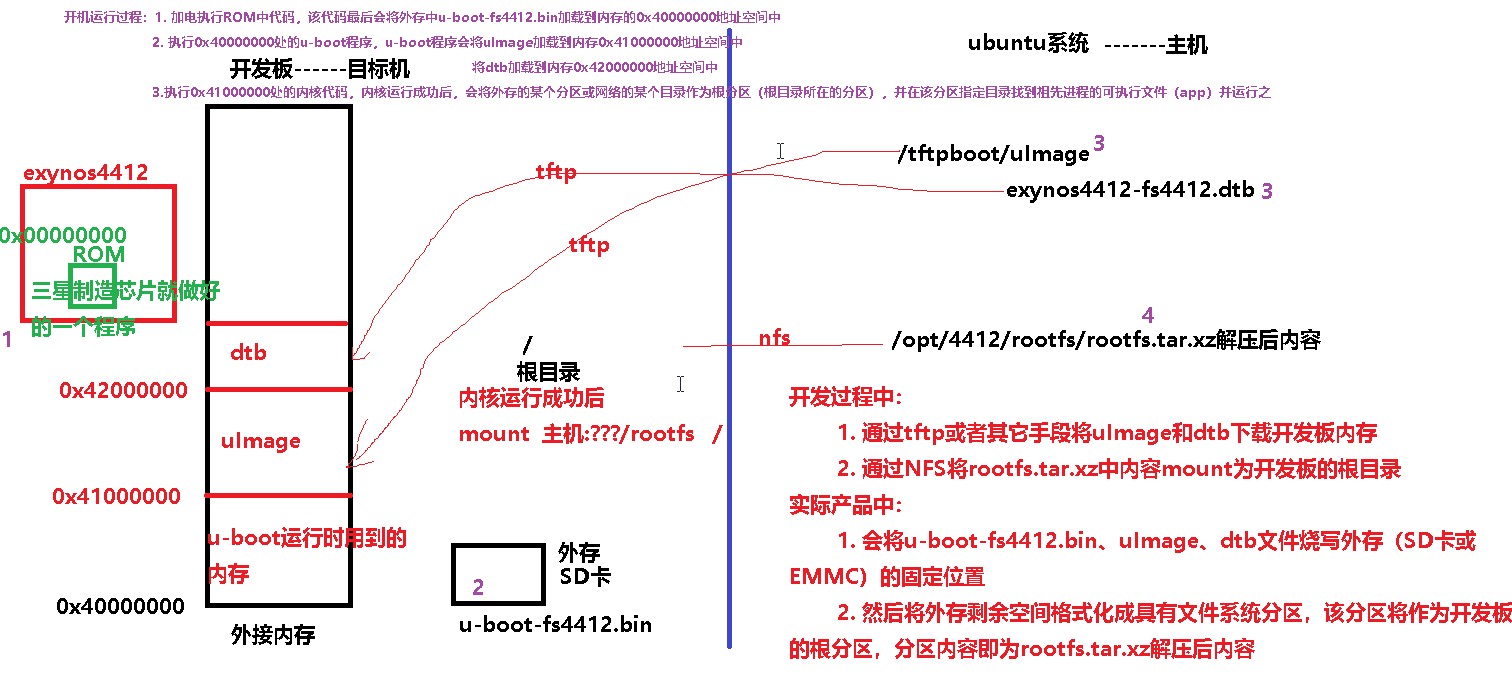 开机运行过程：1. 加电执行ROM中代码，该代码最后会将外存中u-boot-fs4412.bin加载到内存的0x40000000地址空间中
2. 执行0x40000000处的u-boot程序，u-boot程序会将uImage加载到内存0x41000000地址空间中
将dtb加载到内存0x42000000地址空间中
3.执行0x41000000处的内核代码，内核运行成功后，会将外存的某个分区或网络的某个目录作为根分区（根目录所在的分区），并在该分区指定目录找到祖先进程的可执行文件（app）并运行之
开发板------目标机
ubuntu系统 -------主机
exynos4412
0x00000000
ROM
三星制造芯片就做好
的一个程序
1
dtb
0x42000000
uImage
0x41000000
u-boot运行时用到的
内存
0x40000000
外接内存
tftp
tftp
/tftpboot/uImage 3
exynos4412-fs4412.dtb 3
4
nfs
/opt/4412/rootfs/rootfs.tar.xz解压后内容
/
根目录
内核运行成功后
mount 主机:???/rootfs /
2
外存
SD卡
u-boot-fs4412.bin
开发过程中：
1. 通过tftp或者其它手段将uImage和dtb下载开发板内存
2. 通过NFS将rootfs.tar.xz中内容mount为开发板的根目录
实际产品中：
1. 会将u-boot-fs4412.bin、uImage、dtb文件烧写外存（SD卡或
EMMC）的固定位置
2. 然后将外存剩余空间格式化成具有文件系统分区，该分区将作为开发板
的根分区，分区内容即为rootfs.tar.xz解压后内容